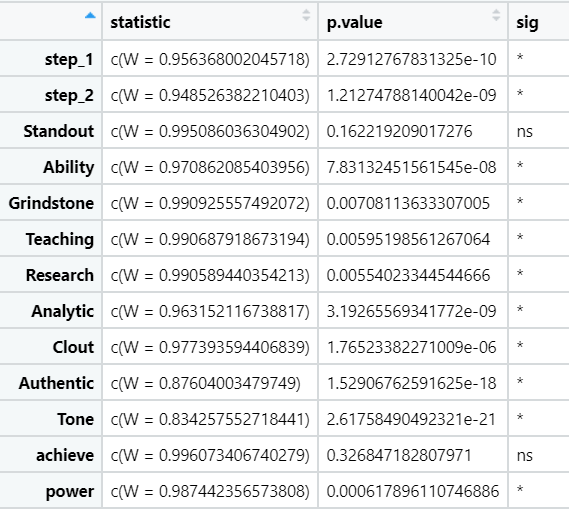 statistic p.value sig
step_1 c(W = 0.956368002045718) 2.72912767831325e-10 *
step_2 c(W = 0.948526382210403) 1.21274788140042e-09 *
Standout c(W = 0.995086036304902) 0.162219209017276 ns
Ability c(W = 0.970862085403956) 7.83132451561545e-08 *
Grindstone c(W = 0.990925557492072) 0.00708113633307005 *
Teaching c(W = 0.990687918673194) 0.00595198561267064 *
Research c(W = 0.990589440354213) 0.00554023344544666 *
Analytic c(W = 0.963152116738817) 3.19265569341772e-09 *
Clout c(W = 0.977393594406839) 1.76523382271009e-06 *
Authentic c(W = 0.87604003479749) 1.52906762591625e-18 *
Tone c(W = 0.834257552718441) 2.61758490492321e-21 *
achieve c(W = 0.996073406740279) 0.326847182807971 ns
power c(W = 0.987442356573808) 0.000617896110746886 *